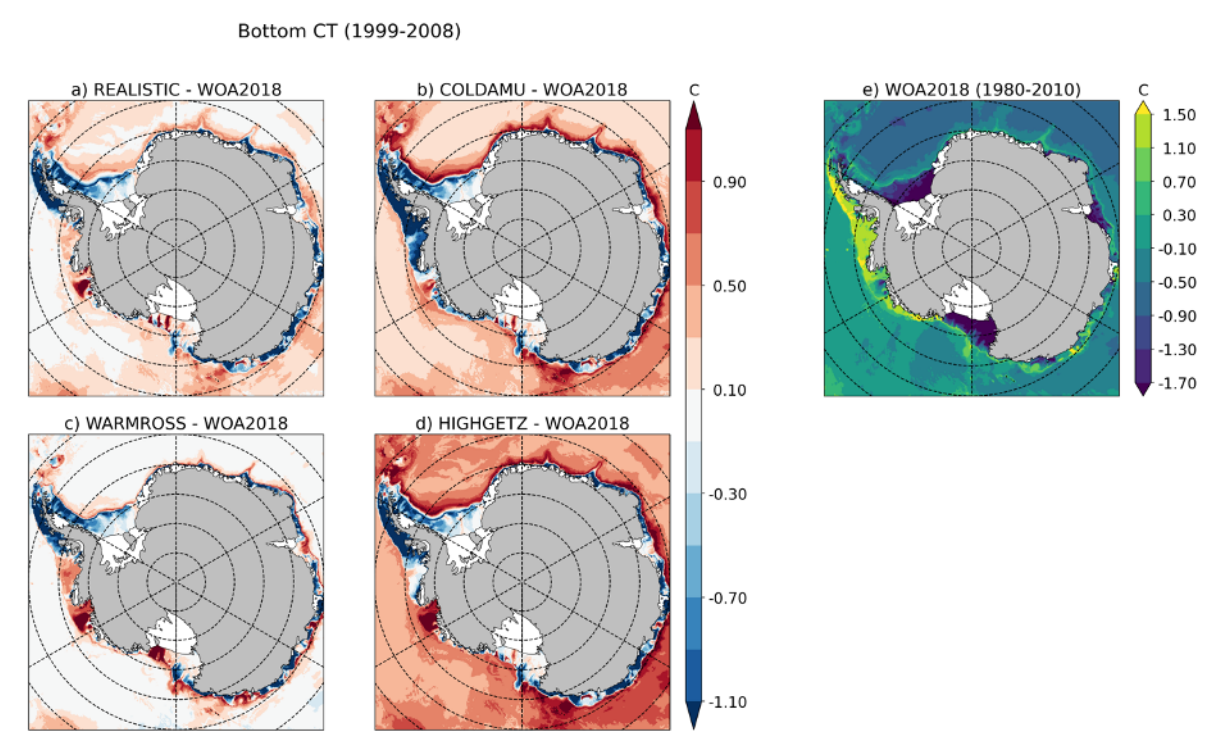 Bottom CT (1999-2008)
a) REALISTIC - WOA2018
b) COLDAMU - WOA2018
C
0.90
0.50
0.10
-0.30
-0.70
-1.10
e) WOA2018 (1980-2010)
C
1.50
1.10
0.70
0.30
-0.10
-0.50
-0.90
-1.30
-1.70
c) WARMROSS - WOA2018
d) HIGHGETZ - WOA2018